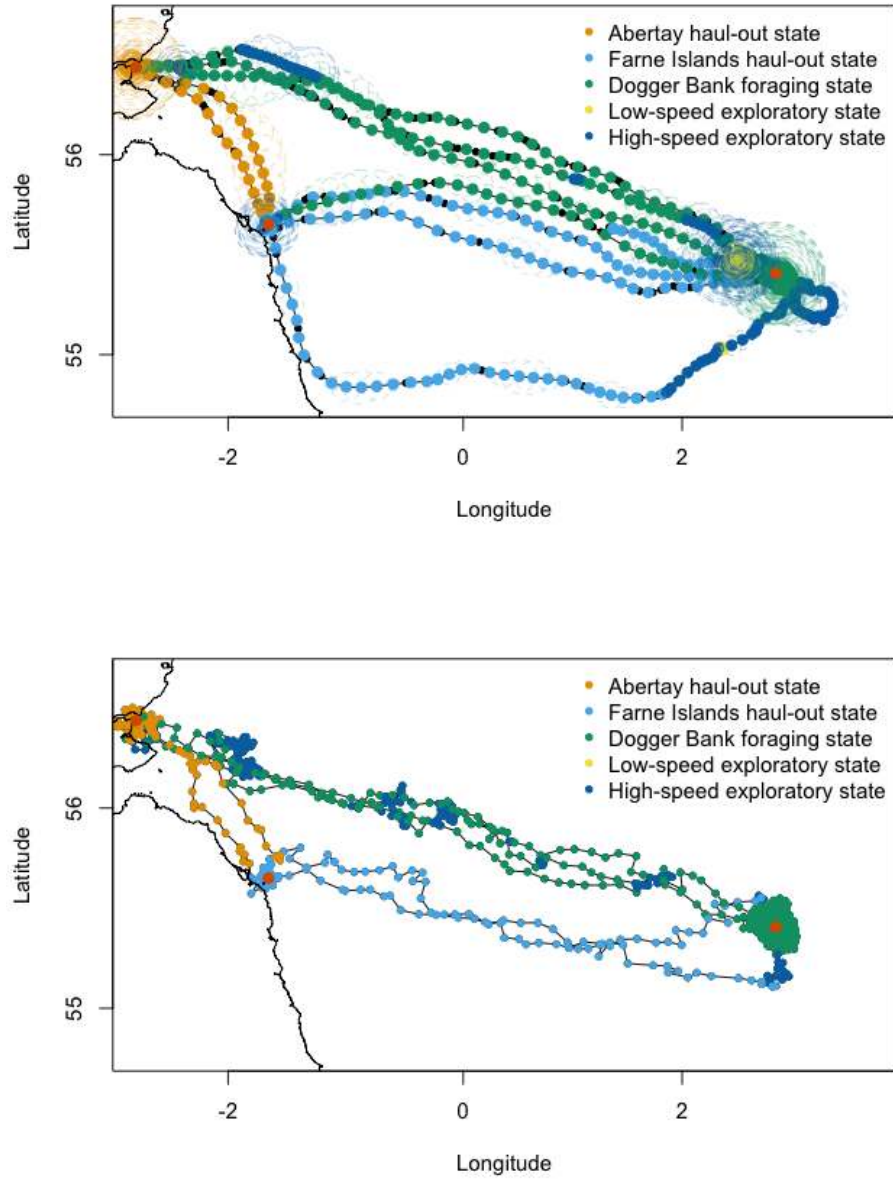 Abertay haul-out state
Farne Islands haul-out state
Dogger Bank foraging state
Low-speed exploratory state
High-speed exploratory state
Latitude
56
55
-2
0
2
Longitude
Abertay haul-out state
Farne Islands haul-out state
Dogger Bank foraging state
Low-speed exploratory state
High-speed exploratory state
Latitude
56
55
-2
0
2
Longitude